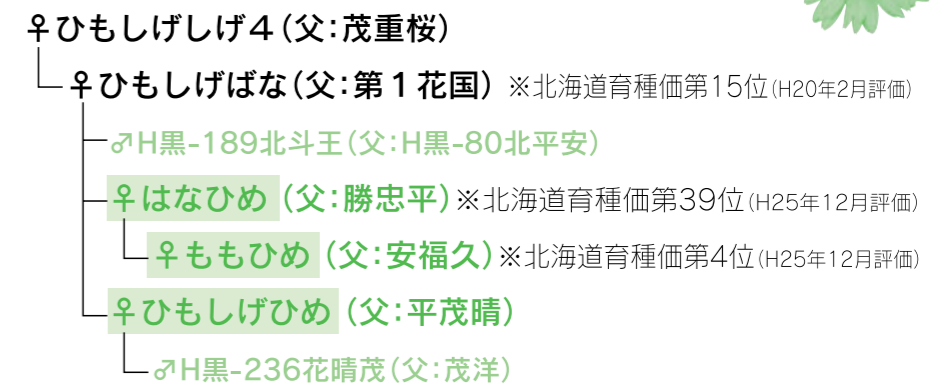 ♀ひもしげしげ4（父：茂重桜）
♀ひもしげばな（父：第1花国）※北海道育種価第15位（H20年2月評価）
♂H黒-189北斗王（父：H黒-80北平安）
♀はなひめ（父：勝忠平）※北海道育種価第39位（H25年12月評価）
♀ももひめ（父：安福久）※北海道育種価第4位（H25年12月評価）
♀ひもしげひめ（父：平茂晴）
♂H黒-236花晴茂（父：茂洋）